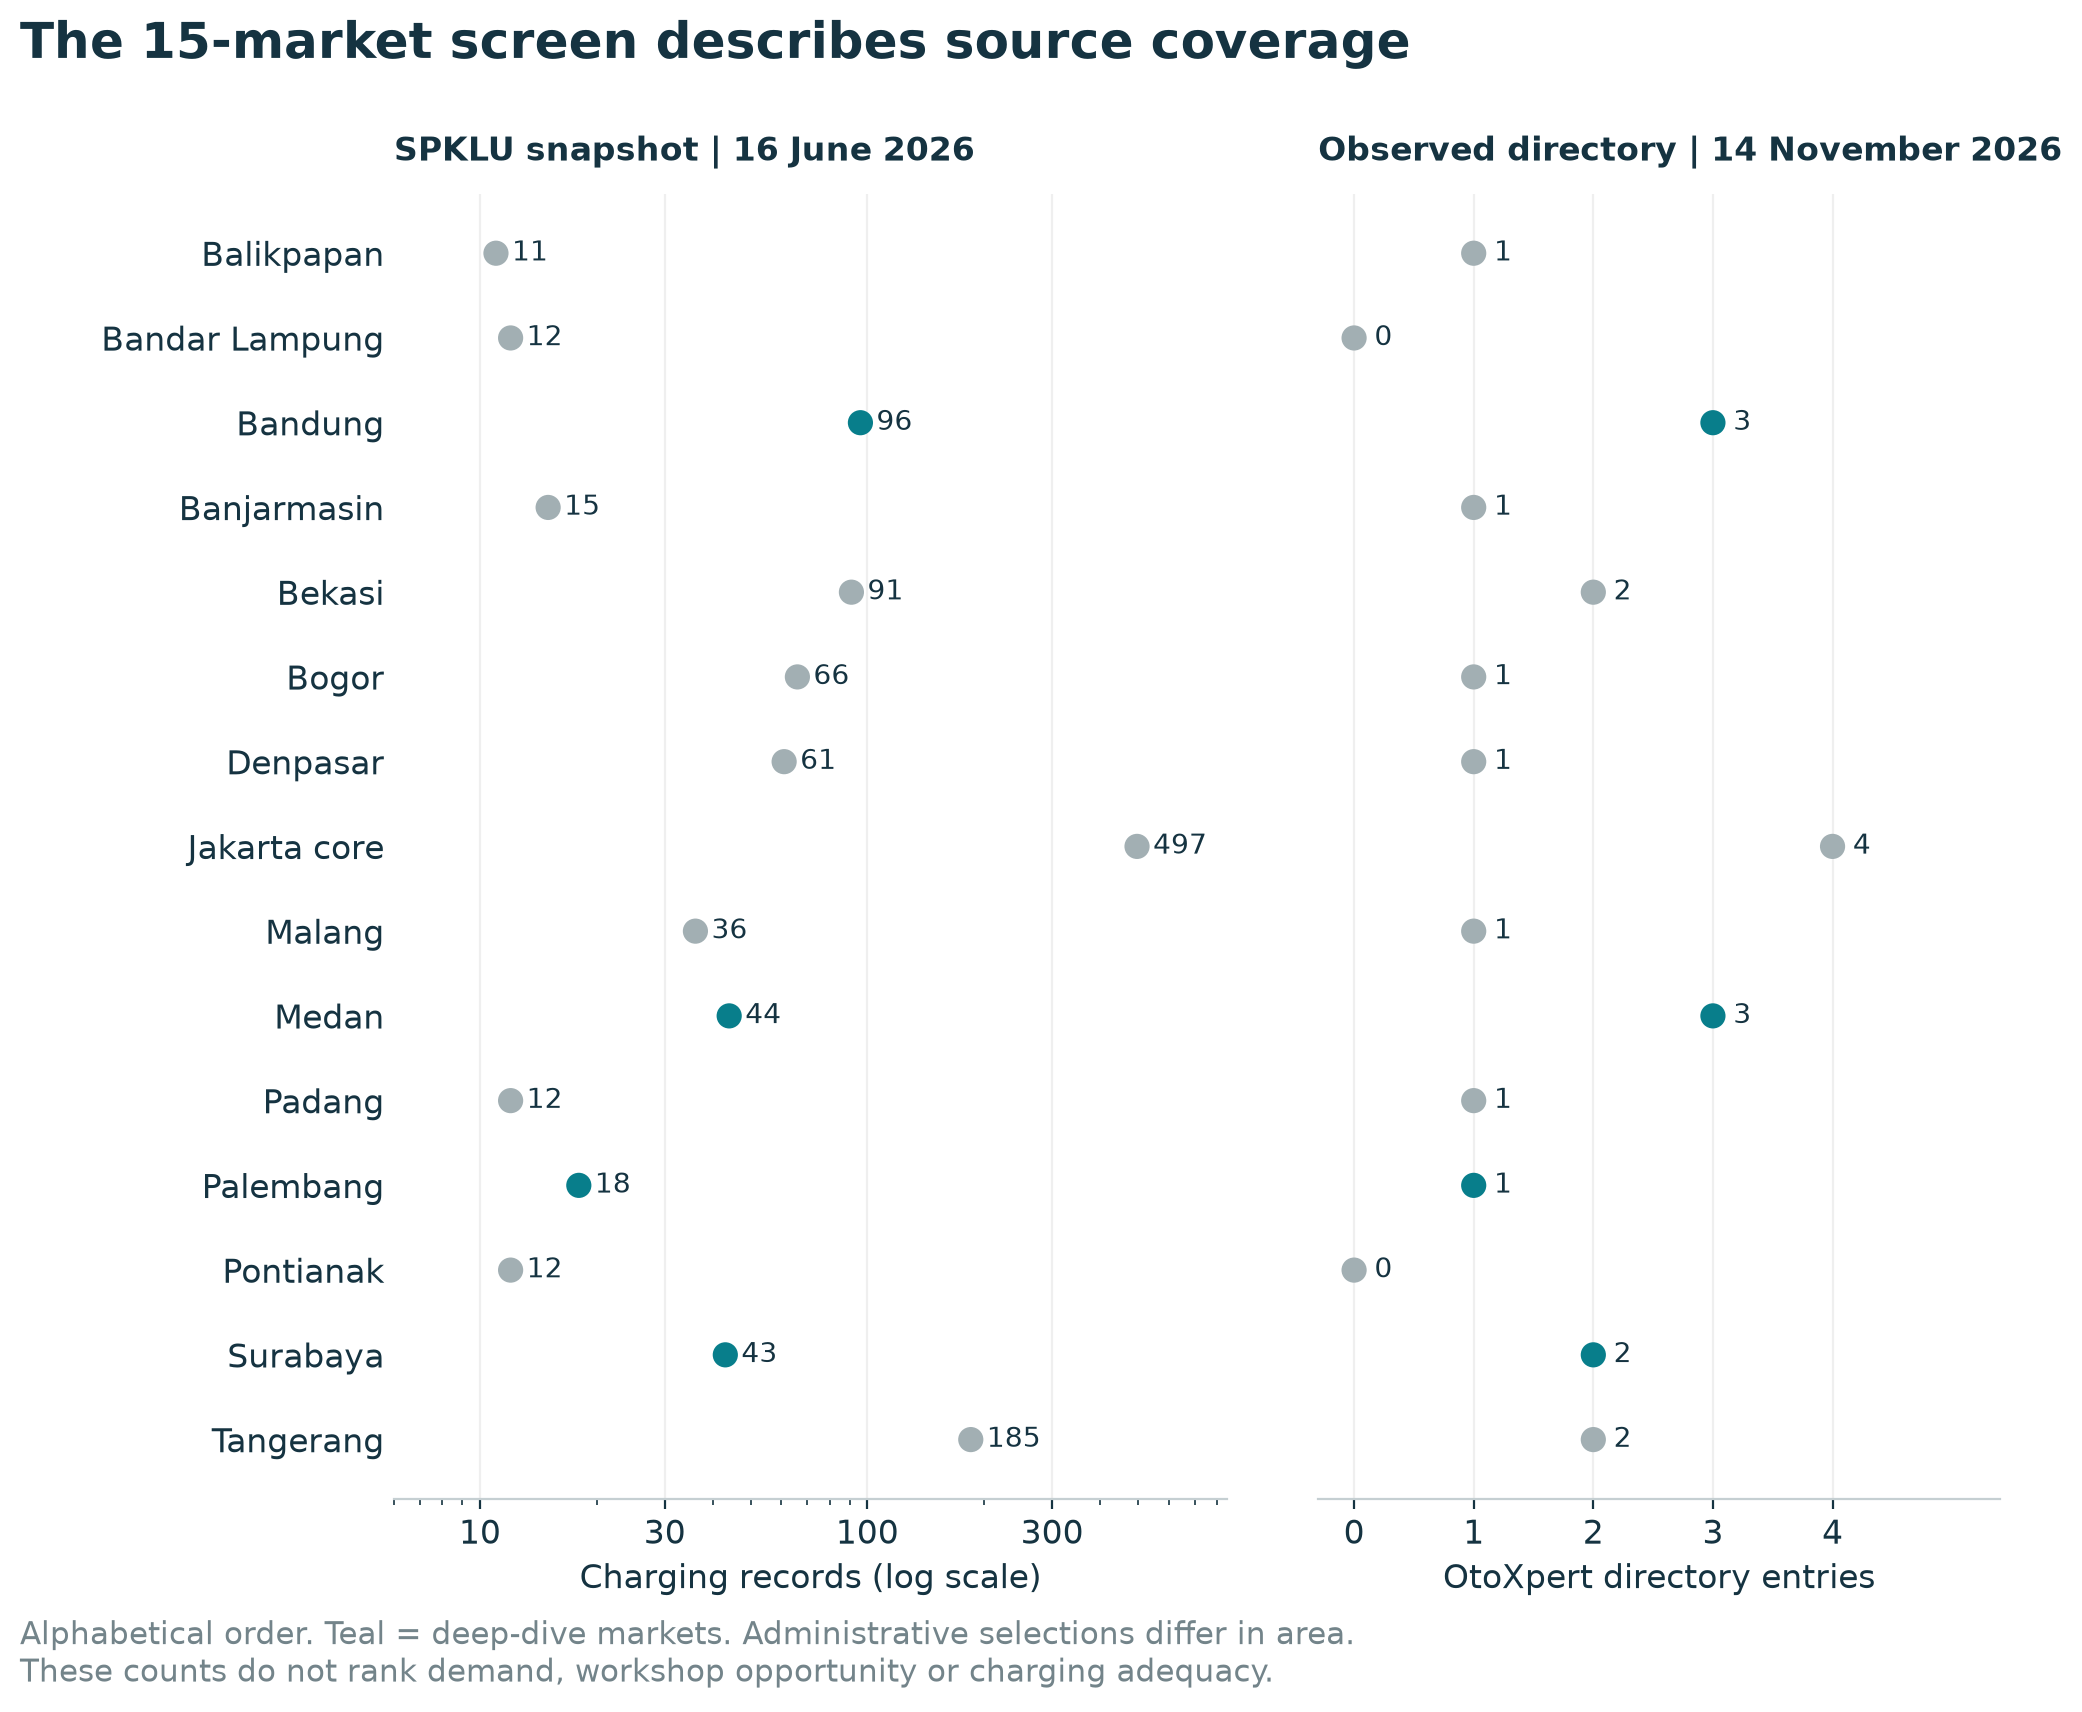 The 15-market screen describes source coverage
SPKLU snapshot | 16 June 2026
Observed directory | 14 November 2026
Balikpapan 11 1
Bandar Lampung 12 0
Bandung 96 3
Banjarmasin 15 1
Bekasi 91 2
Bogor 66 1
Denpasar 61 1
Jakarta core 497 4
Malang 36 1
Medan 44 3
Padang 12 1
Palembang 18 1
Pontianak 12 0
Surabaya 43 2
Tangerang 185 2
10 30 100 300
0 1 2 3 4
Charging records (log scale)
OtoXpert directory entries
Alphabetical order. Teal = deep-dive markets. Administrative selections differ in area.
These counts do not rank demand, workshop opportunity or charging adequacy.